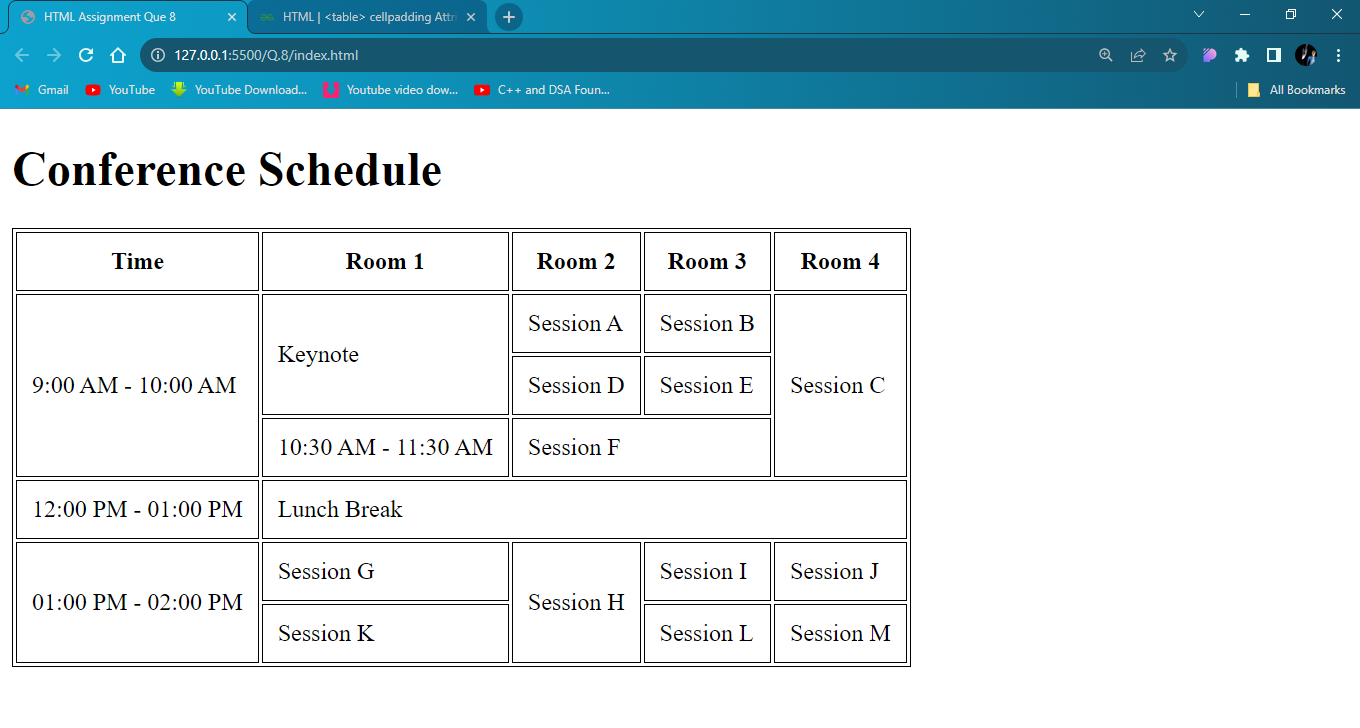 HTML Assignment Que 8
HTML | <table> cellpadding Attri
127.0.0.1:5500/Q.8/index.html
Gmail YouTube YouTube Download... Youtube video dow... C++ and DSA Foun... All Bookmarks
Conference Schedule
Time Room 1 Room 2 Room 3 Room 4
9:00 AM - 10:00 AM Keynote Session A Session B Session C
Session D Session E
10:30 AM - 11:30 AM Session F
12:00 PM - 01:00 PM Lunch Break
01:00 PM - 02:00 PM Session G Session H Session I Session J
Session K Session L Session M